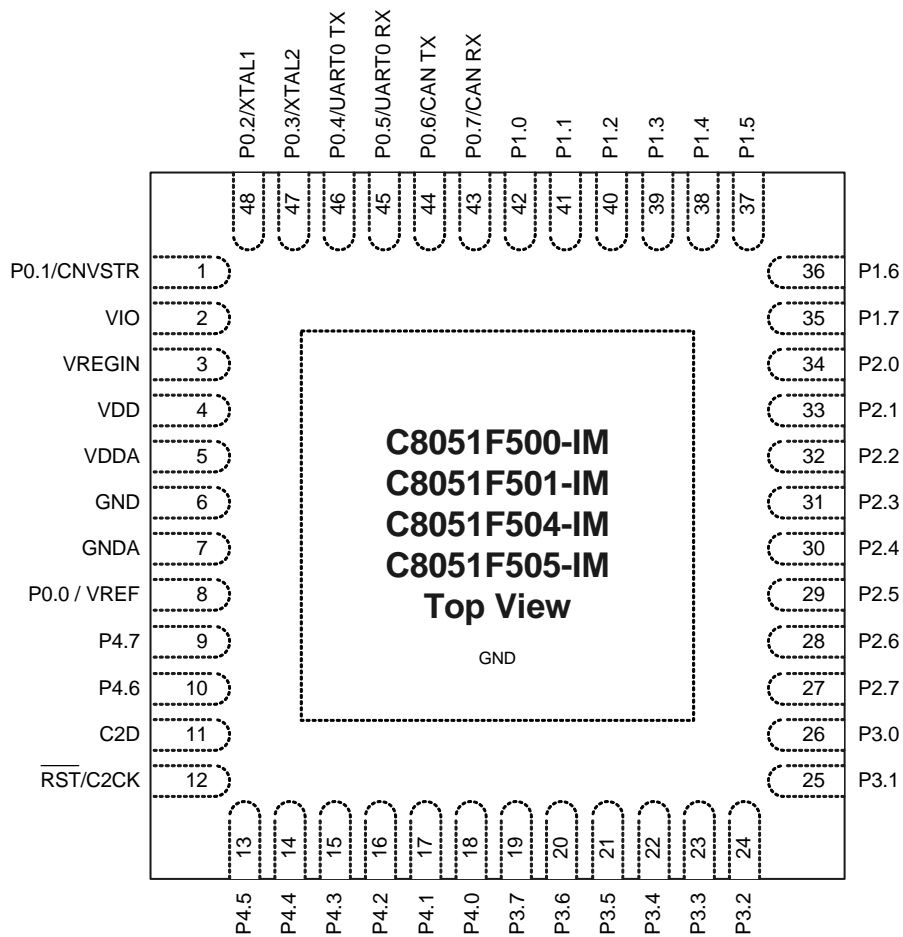 P0.2/XTAL1
P0.3/XTAL2
P0.4/UART0 TX
P0.5/UART0 RX
P0.6/CAN TX
P0.7/CAN RX
P1.0
P1.1
P1.2
P1.3
P1.4
P1.5
48
47
46
45
44
43
42
41
40
39
38
37
P0.1/CNVSTR 1
VIO 2
VREGIN 3
VDD 4
VDDA 5
GND 6
GNDA 7
P0.0 / VREF 8
P4.7 9
P4.6 10
C2D 11
RST/C2CK 12
C8051F500-IM
C8051F501-IM
C8051F504-IM
C8051F505-IM
Top View
GND
36 P1.6
35 P1.7
34 P2.0
33 P2.1
32 P2.2
31 P2.3
30 P2.4
29 P2.5
28 P2.6
27 P2.7
26 P3.0
25 P3.1
13
14
15
16
17
18
19
20
21
22
23
24
P4.5
P4.4
P4.3
P4.2
P4.1
P4.0
P3.7
P3.6
P3.5
P3.4
P3.3
P3.2